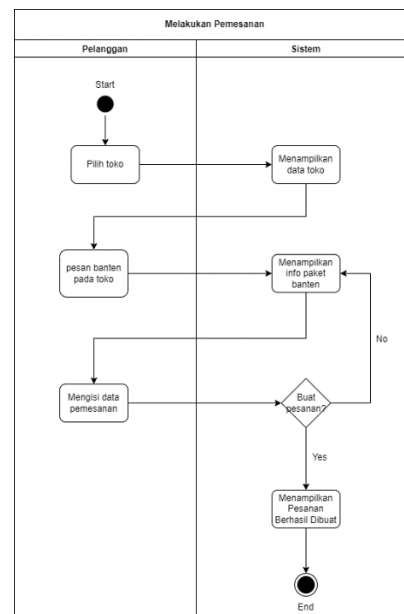 Melakukan Pemesanan
Pelanggan
Sistem
Start
Pilih toko
Menampilkan
data toko
pesan banten
pada toko
Menampilkan
info paket
banten
No
Mengisi data
pemesanan
Buat
pesanan?
Yes
Menampilkan
Pesanan
Berhasil Dibuat
End